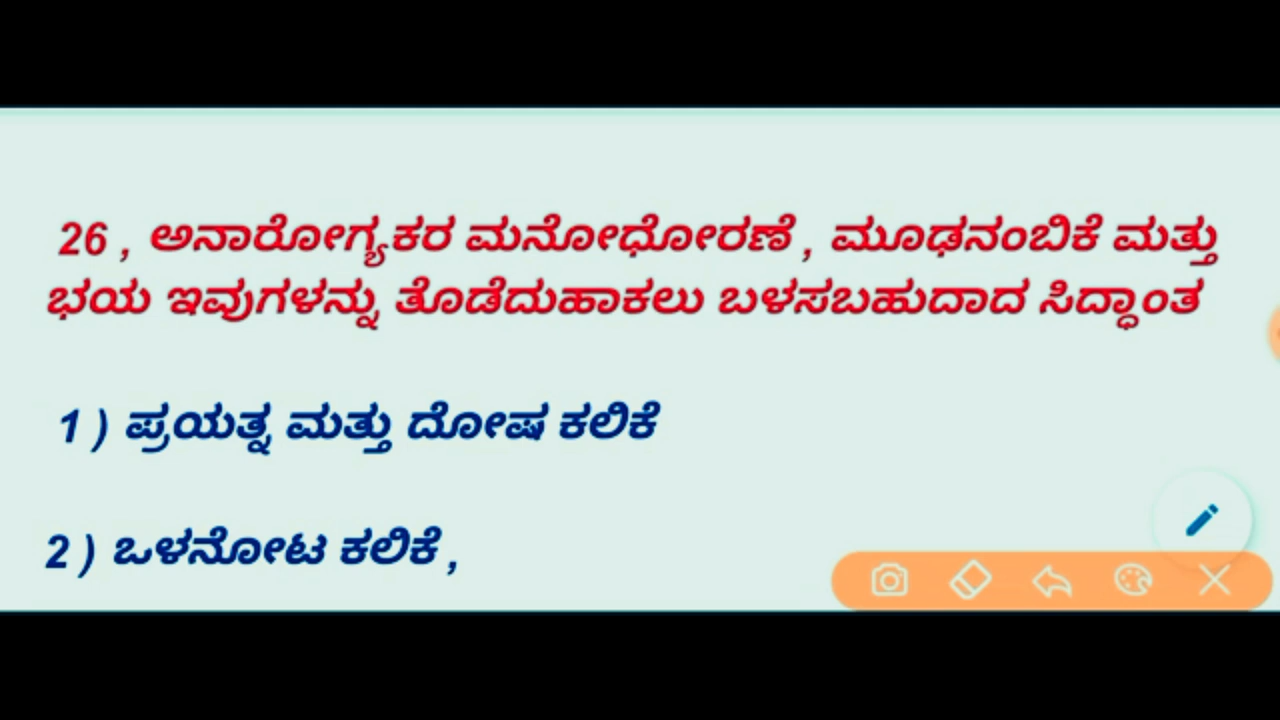 26 , ಅನಾರೋಗ್ಯಕರ ಮನೋಧೋರಣೆ , ಮೂಢನಂಬಿಕೆ ಮತ್ತು
ಭಯ ಇವುಗಳನ್ನು ತೊಡೆದುಹಾಕಲು ಬಳಸಬಹುದಾದ ಸಿದ್ಧಾಂತ
1 ) ಪ್ರಯತ್ನ ಮತ್ತು ದೋಷ ಕಲಿಕೆ
2 ) ಒಳನೋಟ ಕಲಿಕೆ ,